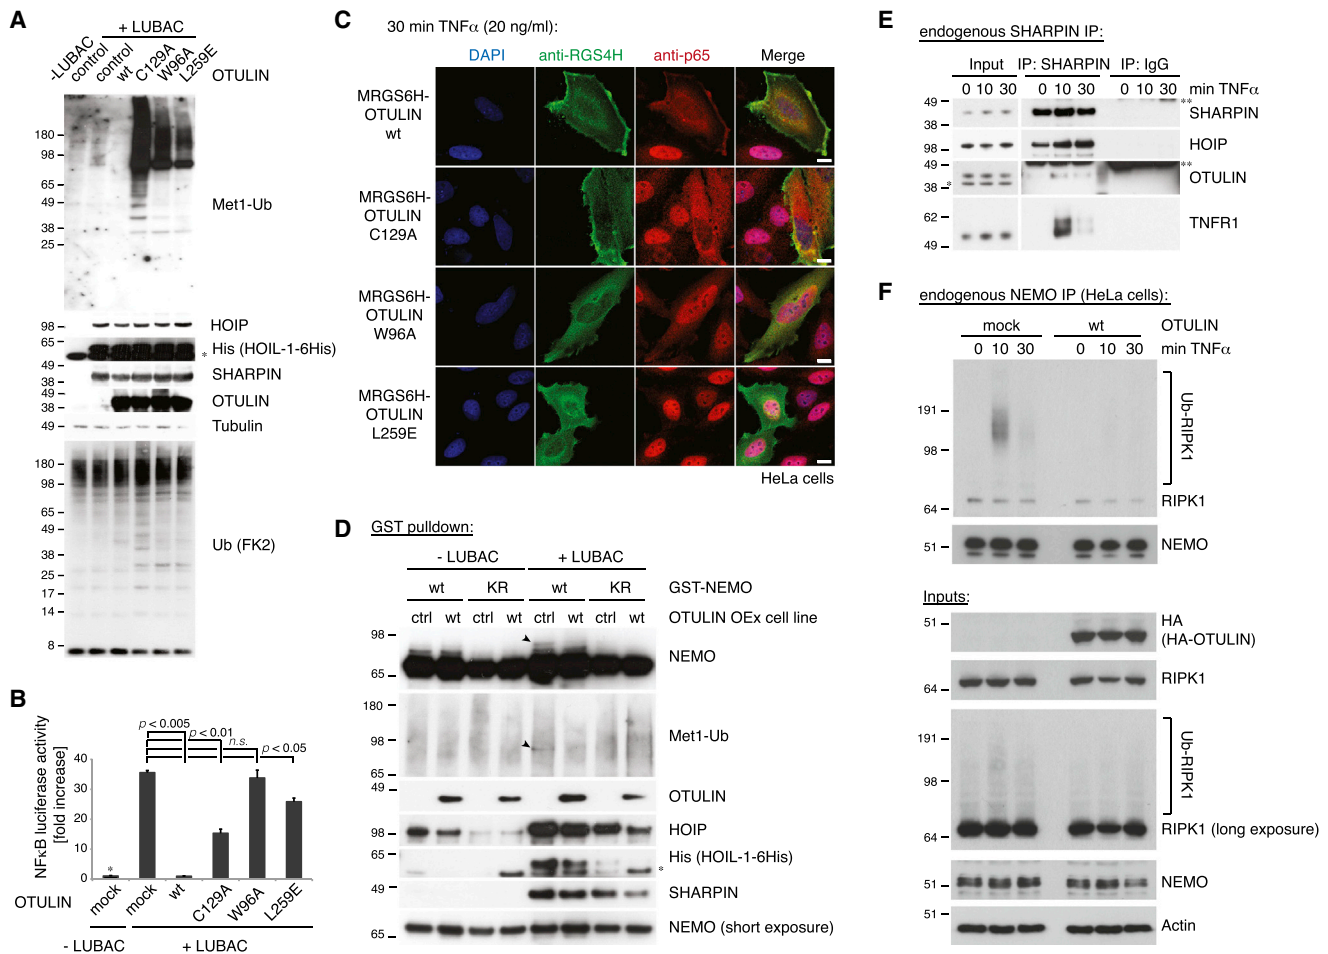 A
+ LUBAC
-LUBAC
control
control
wt
C129A
W96A
L259E
OTULIN
180
98
65
49
38
25
Met1-Ub
98
HOIP
98
65
49
His (HOIL-1-6His)
*
49
38
SHARPIN
49
38
OTULIN
49
Tubulin
180
98
65
49
38
25
17
14
8
Ub (FK2)
B
NFκB luciferase activity
[fold increase]
p < 0.005
p < 0.01
n.s.
p < 0.05
40
30
20
10
0
*
OTULIN
mock
mock
wt
C129A
W96A
L259E
- LUBAC
+ LUBAC
C
30 min TNFα (20 ng/ml):
DAPI
anti-RGS4H
anti-p65
Merge
MRGS6H-
OTULIN
wt
MRGS6H-
OTULIN
C129A
MRGS6H-
OTULIN
W96A
MRGS6H-
OTULIN
L259E
HeLa cells
D
GST pulldown:
- LUBAC
+ LUBAC
wt
KR
wt
KR
GST-NEMO
ctrl
wt
ctrl
wt
ctrl
wt
ctrl
wt
OTULIN OEx cell line
98
65
NEMO
180
98
65
Met1-Ub
49
OTULIN
98
HOIP
65
His (HOIL-1-6His)
*
49
SHARPIN
65
NEMO (short exposure)
E
endogenous SHARPIN IP:
Input
IP: SHARPIN
IP: IgG
0 10 30
0 10 30
0 10 30
min TNFα
49
38
**
SHARPIN
98
HOIP
49
*
38
**
OTULIN
62
49
TNFR1
F
endogenous NEMO IP (HeLa cells):
mock
wt
OTULIN
0 10 30
0 10 30
min TNFα
191
98
64
Ub-RIPK1
RIPK1
51
NEMO
Inputs:
51
HA
(HA-OTULIN)
64
RIPK1
191
98
64
Ub-RIPK1
RIPK1 (long exposure)
51
NEMO
51
Actin